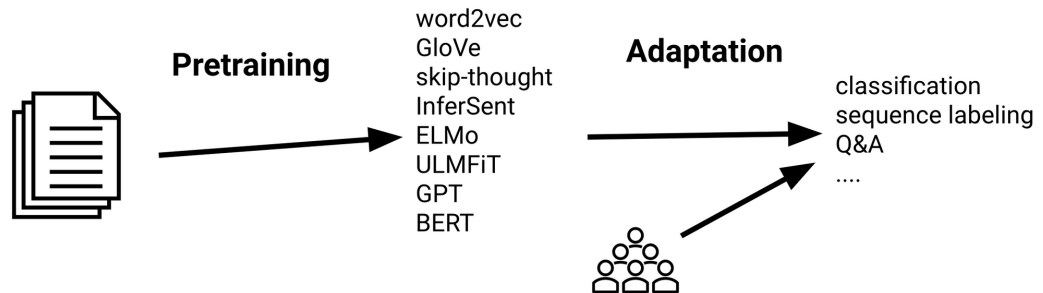 Pretraining
word2vec
GloVe
skip-thought
InferSent
ELMo
ULMFiT
GPT
BERT
Adaptation
classification
sequence labeling
Q&A
....